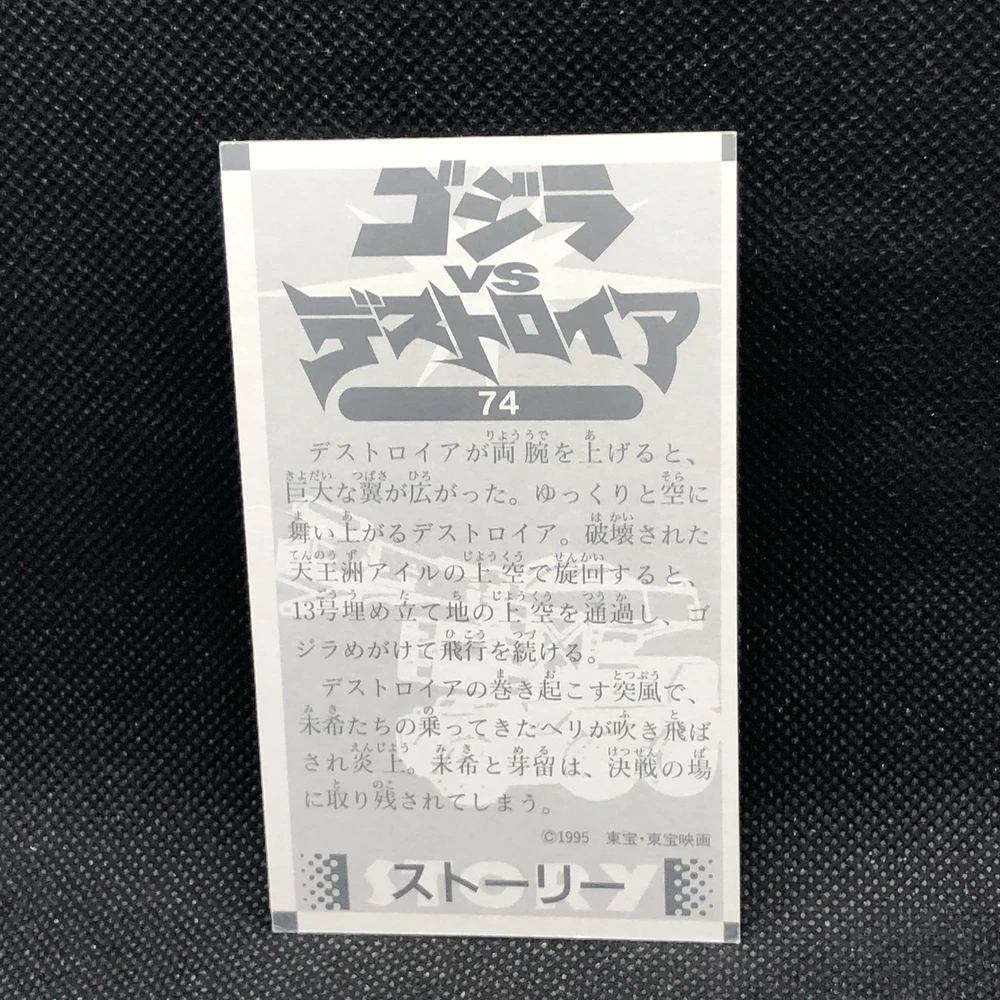 ゴジラ
VS
デストロイア
74
デストロイアが両腕を上げると、
巨大な翼が広がった。ゆっくりと空に
舞い上がるデストロイア。破壊された
天王洲アイルの上空で旋回すると、
13号埋め立て地の上空を通過し、ゴ
ジラめがけて飛行を続ける。
デストロイアの巻き起こす突風で、
未希たちの乗ってきたヘリが吹き飛ば
され炎上。未希と芽留は、決戦の場
に取り残されてしまう。
©1995 東宝・東宝映画
STORY
ストーリー